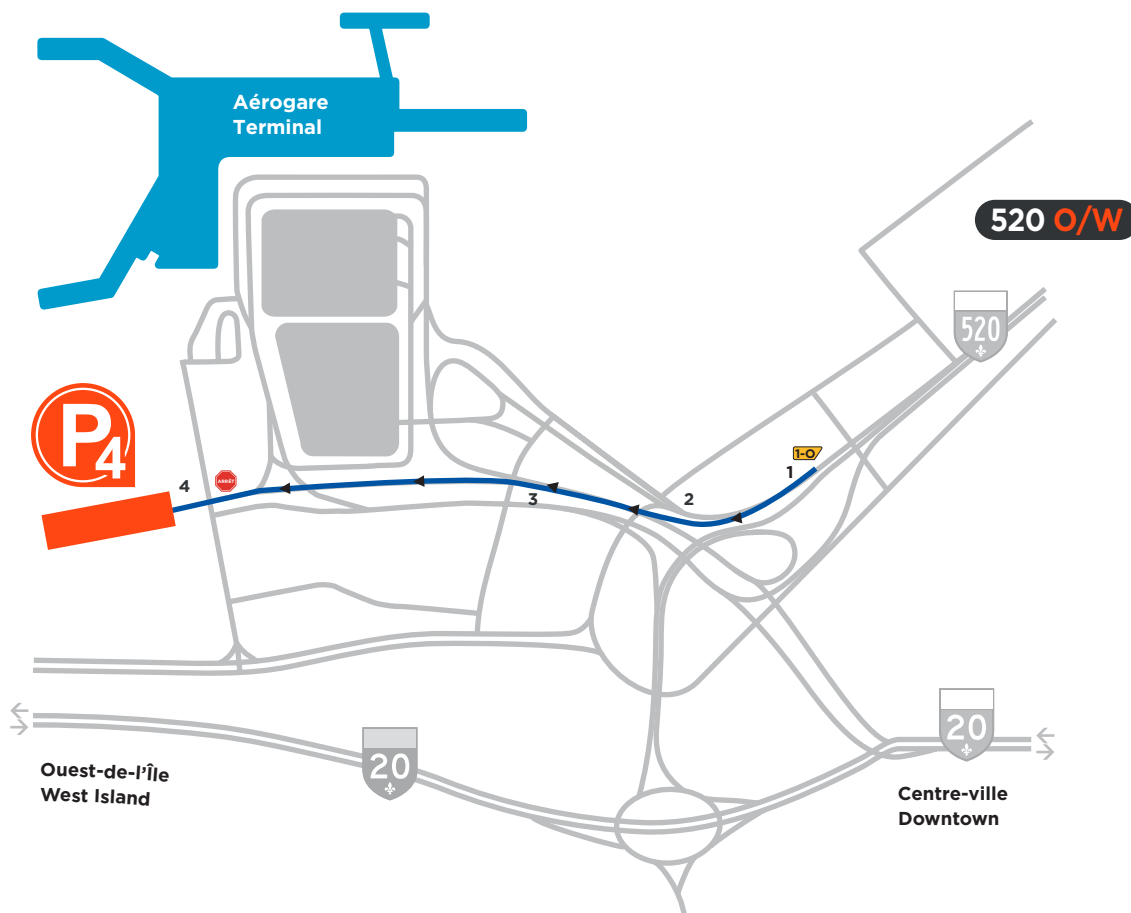 Aérogare
Terminal
520 O/W
520
P4
1-O
1
ARRÊT
4
2
3
20
20
Ouest-de-l'Île
West Island
Centre-ville
Downtown